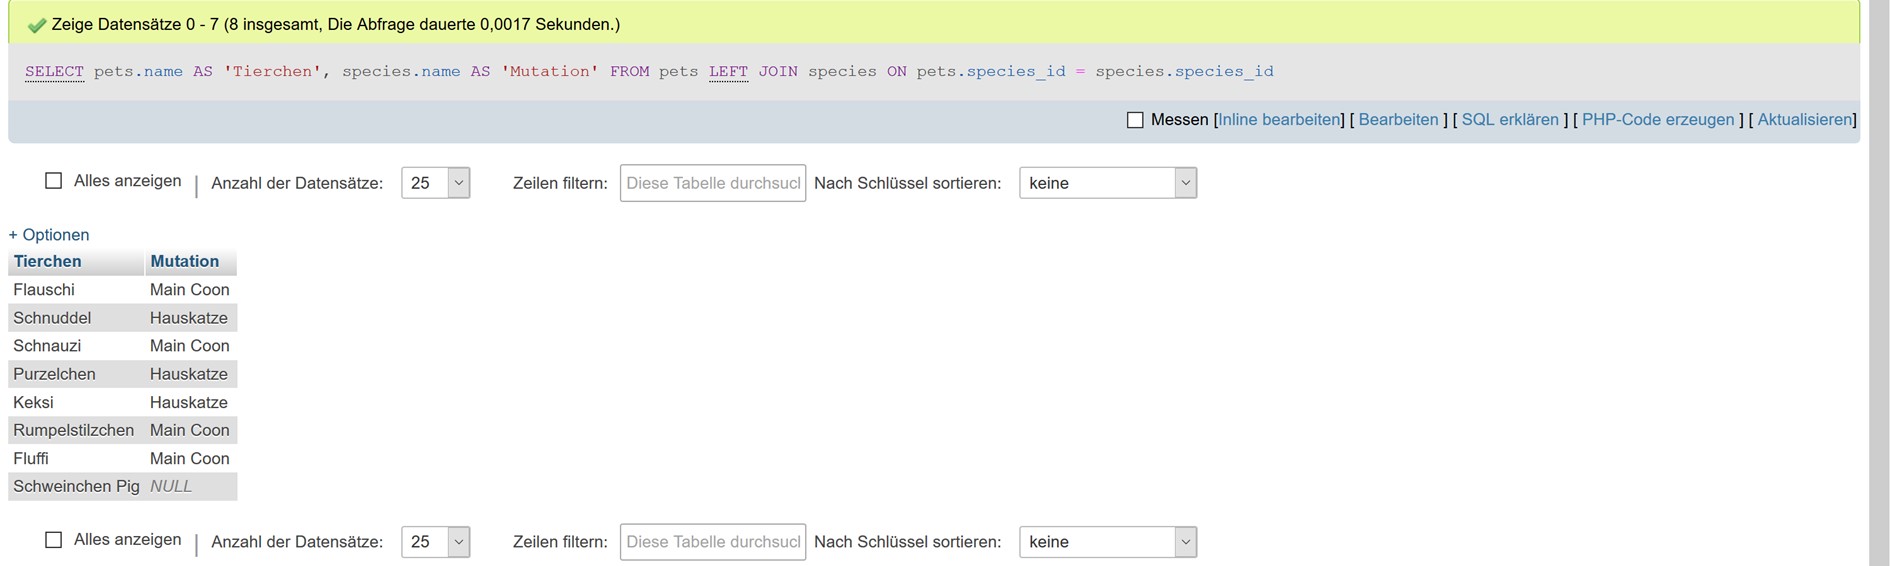 Zeige Datensätze 0 - 7 (8 insgesamt, Die Abfrage dauerte 0,0017 Sekunden.)
SELECT pets.name AS 'Tierchen', species.name AS 'Mutation' FROM pets LEFT JOIN species ON pets.species_id = species.species_id
Messen [Inline bearbeiten] [ Bearbeiten ] [ SQL erklären ] [ PHP-Code erzeugen ] [ Aktualisieren]
Alles anzeigen | Anzahl der Datensätze: 25 Zeilen filtern: Diese Tabelle durchsucl Nach Schlüssel sortieren: keine
+ Optionen
Tierchen Mutation
Flauschi Main Coon
Schnuddel Hauskatze
Schnauzi Main Coon
Purzelchen Hauskatze
Keksi Hauskatze
Rumpelstilzchen Main Coon
Fluffi Main Coon
Schweinchen Pig NULL
Alles anzeigen | Anzahl der Datensätze: 25 Zeilen filtern: Diese Tabelle durchsucl Nach Schlüssel sortieren: keine